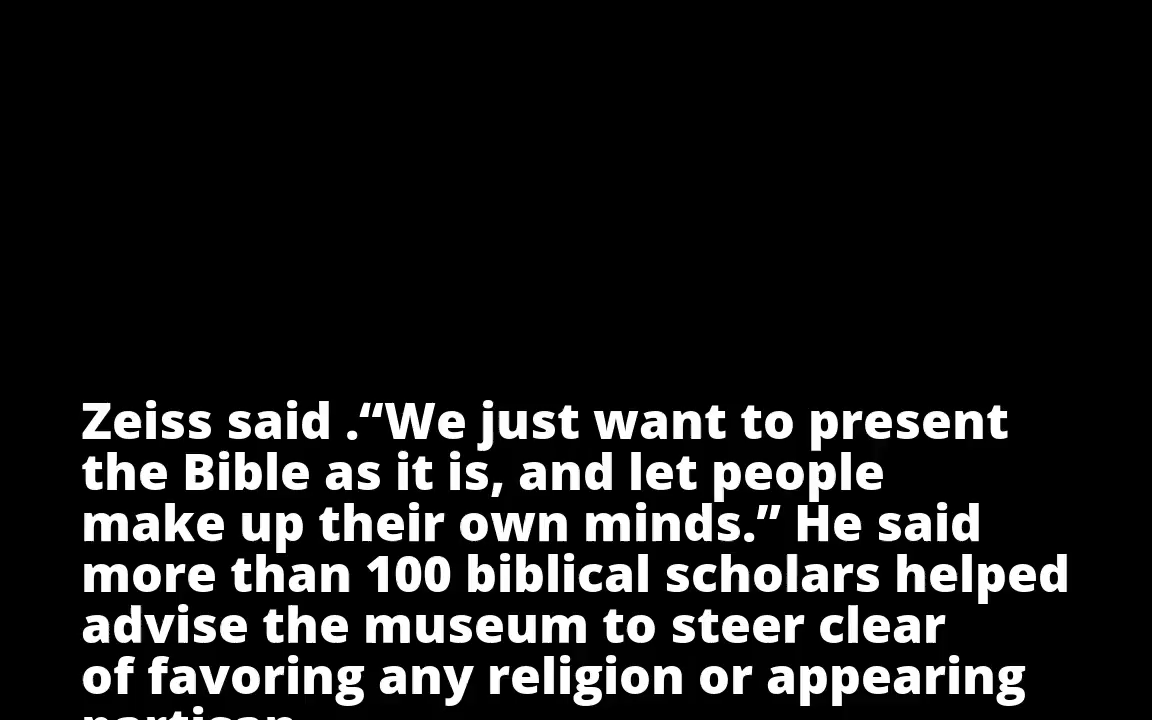 Zeiss said .“We just want to present
the Bible as it is, and let people
make up their own minds.” He said
more than 100 biblical scholars helped
advise the museum to steer clear
of favoring any religion or appearing
partisan